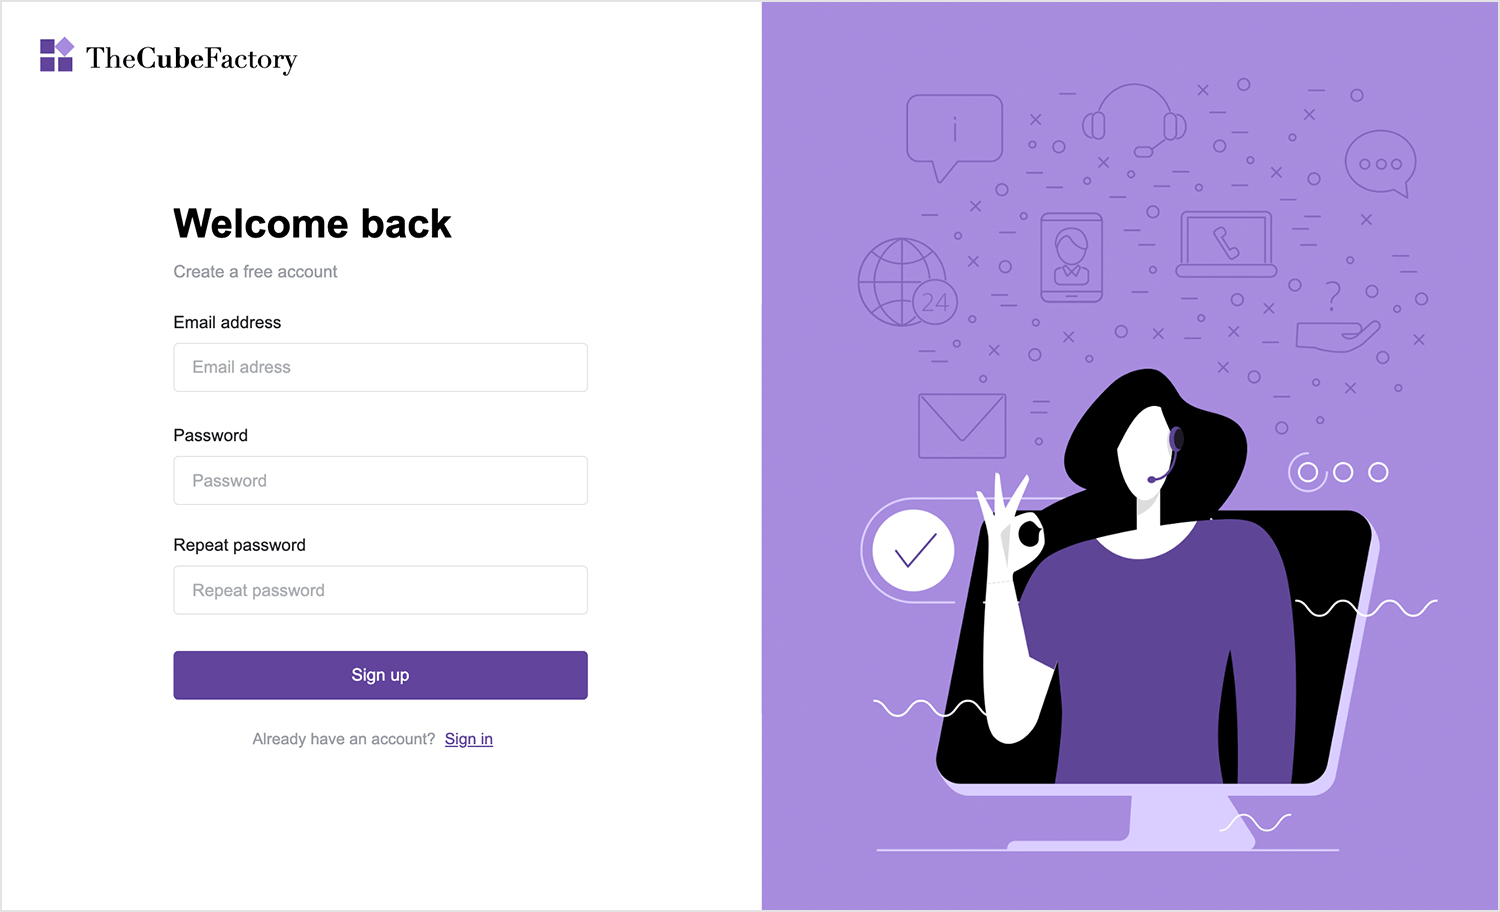 TheCubeFactory
Welcome back
Create a free account
Email address
Email adress
Password
Password
Repeat password
Repeat password
Sign up
Already have an account? Sign in
i
24
?